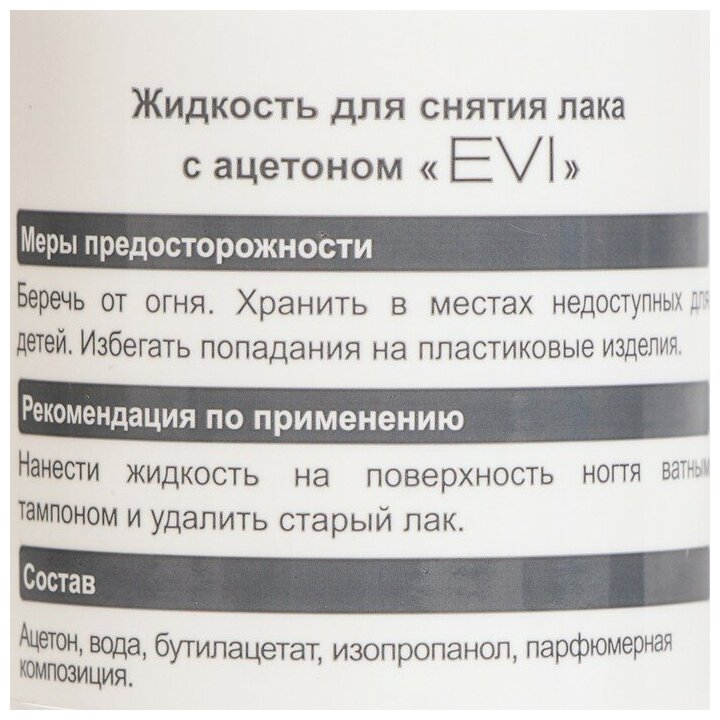 Жидкость для снятия лака
с ацетоном «EVI»
Меры предосторожности
Беречь от огня. Хранить в местах недоступных для
детей. Избегать попадания на пластиковые изделия.
Рекомендация по применению
Нанести жидкость на поверхность ногтя ватным
тампоном и удалить старый лак.
Состав
Ацетон, вода, бутилацетат, изопропанол, парфюмерная
композиция.